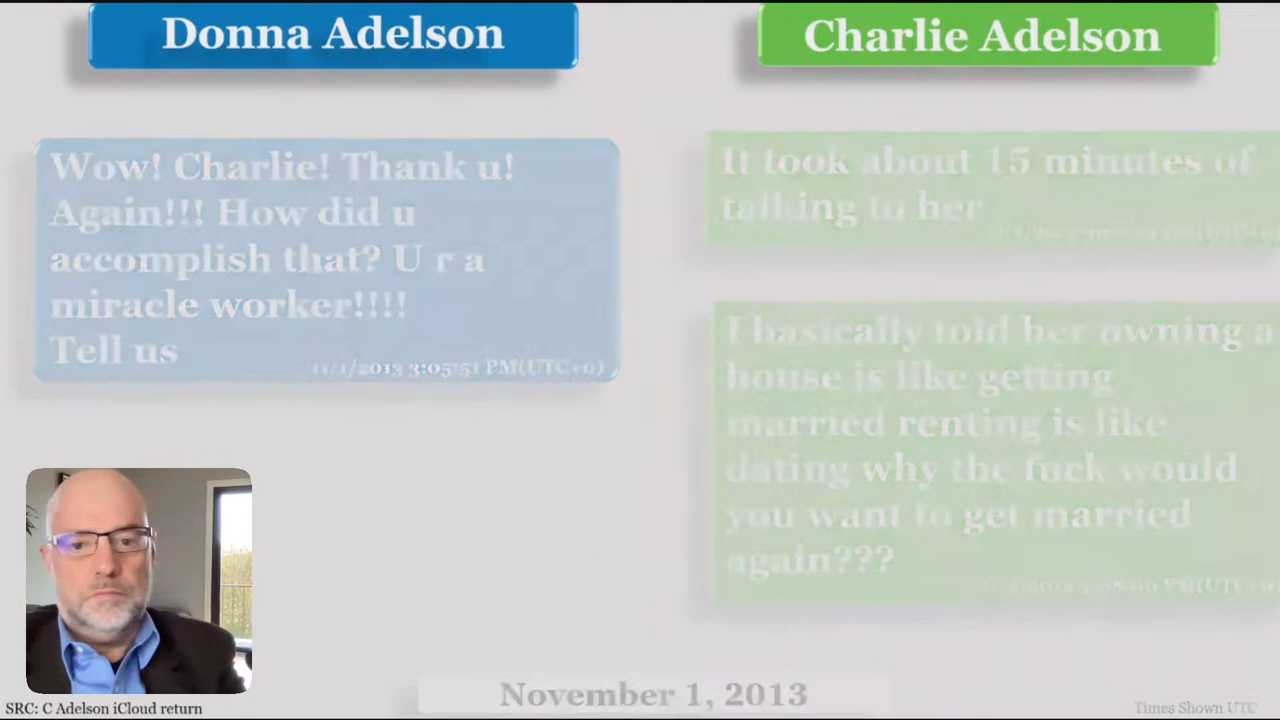 Donna Adelson
Charlie Adelson
Wow! Charlie! Thank u!
Again!!! How did u
accomplish that? U r a
miracle worker!!!!
Tell us
11/1/2013 3:05:51 PM(UTC+0)
It took about 15 minutes of
talking to her
I basically told her owning a
house is like getting
married renting is like
dating why the fuck would
you want to get married
again???
PM(UTC+0)
November 1, 2013
SRC: C Adelson iCloud return
Times Shown UTC